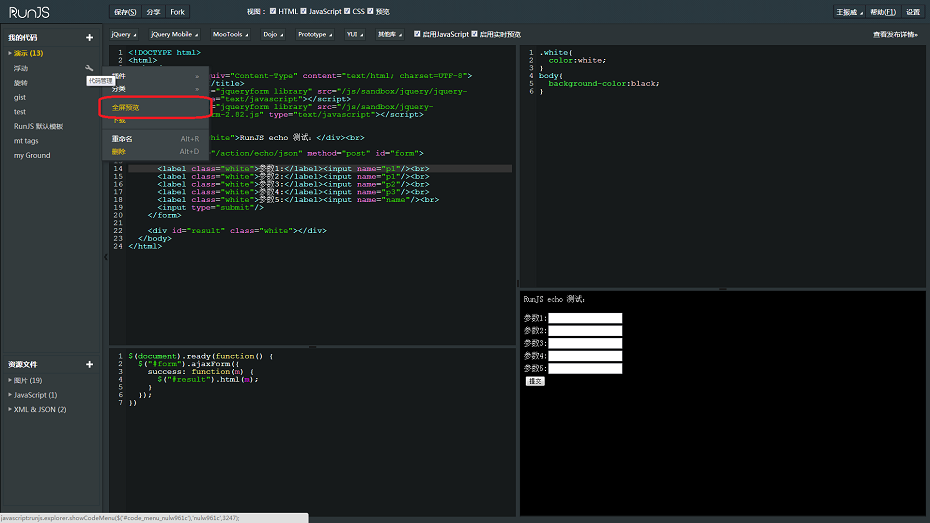 RunJS
保存(S) 分享 Fork
视图： HTML JavaScript CSS 预览
王振威 帮助(F1) 设置
我的代码 +
jQuery jQuery Mobile MooTools Dojo Prototype YUI 其他库 启用JavaScript 启用实时预览
查看发布详情»
演示 (13)
浮动
旋转
gist
test
RunJS 默认模板
mt tags
my Ground
代码管理
插件 »
分类 «
全屏预览
下载
重命名 Alt+R
删除 Alt+D
1 <!DOCTYPE html>
2 <html>
uiv="Content-Type" content="text/html; charset=UTF-8">
</title>
"jqueryform library" src="/js/sandbox/jquery/jquery-
="text/javascript"></script>
"jqueryform library" src="/js/sandbox/jquery-
rm-2.82.js" type="text/javascript"></script>
hite">RunJS echo 测试：</div><br>
"/action/echo/json" method="post" id="form">
14 <label class="white">参数1:</label><input name="p1"/><br>
15 <label class="white">参数2:</label><input name="p1"/><br>
16 <label class="white">参数3:</label><input name="p2"/><br>
17 <label class="white">参数4:</label><input name="p3"/><br>
18 <label class="white">参数5:</label><input name="name"/><br>
19 <input type="submit"/>
20 </form>
21
22 <div id="result" class="white"></div>
23 </body>
24 </html>
1 .white{
2 color:white;
3 }
4 body{
5 background-color:black;
6 }
资源文件 +
图片 (19)
JavaScript (1)
XML & JSON (2)
1 $(document).ready(function() {
2 $("#form").ajaxForm({
3 success: function(m) {
4 $("#result").html(m);
5 }
6 });
7 })
RunJS echo 测试：
参数1:
参数2:
参数3:
参数4:
参数5:
提交
javascript:runjs.explorer.showCodeMenu($('#code_menu_nulw961c'),'nulw961c',3247);